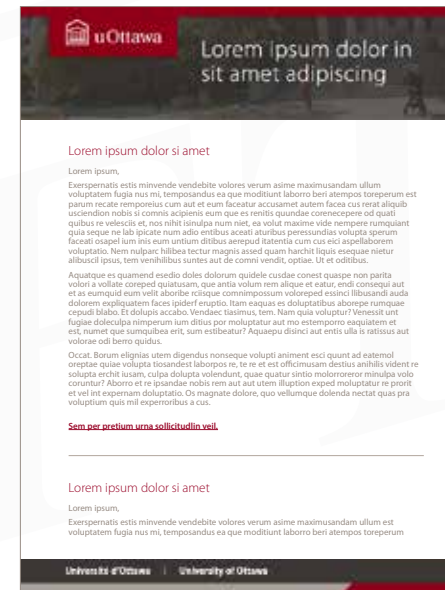 uOttawa
Lorem ipsum dolor in
sit amet adipiscing
Lorem ipsum dolor si amet
Lorem ipsum,
Exerspernatis estis minvende vendebite volores verum asime maximusandam ullum
voluptatem fugia nus mi, temposandus ea que moditiunt laborro beri atempos toreperum est
parum recateremporeius cum aut et eum faceatur accusamet autem facea cus rerat aliquib
usciendion nobis si comnis acipienis eum que es renitis quundae corenecepere od quati
quibus re velesciis et, nos nihit isinulpa num niet, ea volut maxime vide nempere rumquiant
quia seque ne lab ipicate num adio entibus aceati aturibus peressundias volupta sperum
faceati osapel ium inis eum untium ditibus aerepud itatentia cum cus eici aspellaborem
voluptatio. Nem nulparc hilibea tectur magnis assed quam harchit liquis esequae nietur
alibuscil ipsus, tem venihilibus suntes aut de comni vendit, optiae. Ut et oditibus.
Aquatque es quamend esedio doles dolorum quidele cusdae conest quaspe non parita
volori a vollate coreped quiatusam, que antia volum rem alique et eatur, endi consequi aut
et as eumquid eum velit aboribe rciisque comnimpossum voloreped essinci llibusandi auda
dolorem expliquatem faces ipiderf eruptio. Itam eaquas es doluptatibus aborepe rumquae
cepudi blabo. Et dolupis accabo. Vendaec tiasimus, tem. Nam quia voluptur? Venessit unt
fugiae doleculpa nimperum ium ditius por moluptatur aut mo estemporro eaquiatem et
est, numet que sumquibea erit, sum estibeatur? Aquaepu disinci aut entis ulla is ratissus aut
volorae odi berro quidus.
Occat. Borum elignias utem digendus nonseque volupti animent esci quunt ad eatemol
oreptae quiae volupta tiosandest laborpos re, te re et est officimusam destius anihilis vident re
solupta erchit iusam, culpa dolupta volendunt, quae quatur sintio molorroreror minulpa volo
coruntur? Aborro et re ipsandae nobis rem aut aut utem illuption exped moluptatur re prorit
et vel int expernam doluptatio. Os magnate dolore, quo vellumque dolenda nectat quas pra
voluptium quis mil experroribus a cus.
Sem per pretium urna sollicitudlin veil.
Lorem ipsum dolor si amet
Lorem ipsum,
Exerspernatis estis minvende vendebite volores verum asime maximusandam ullum est
voluptatem fugia nus mi, temposandus ea que moditiunt laborro beri atempos toreperum
Université d'Ottawa | University of Ottawa